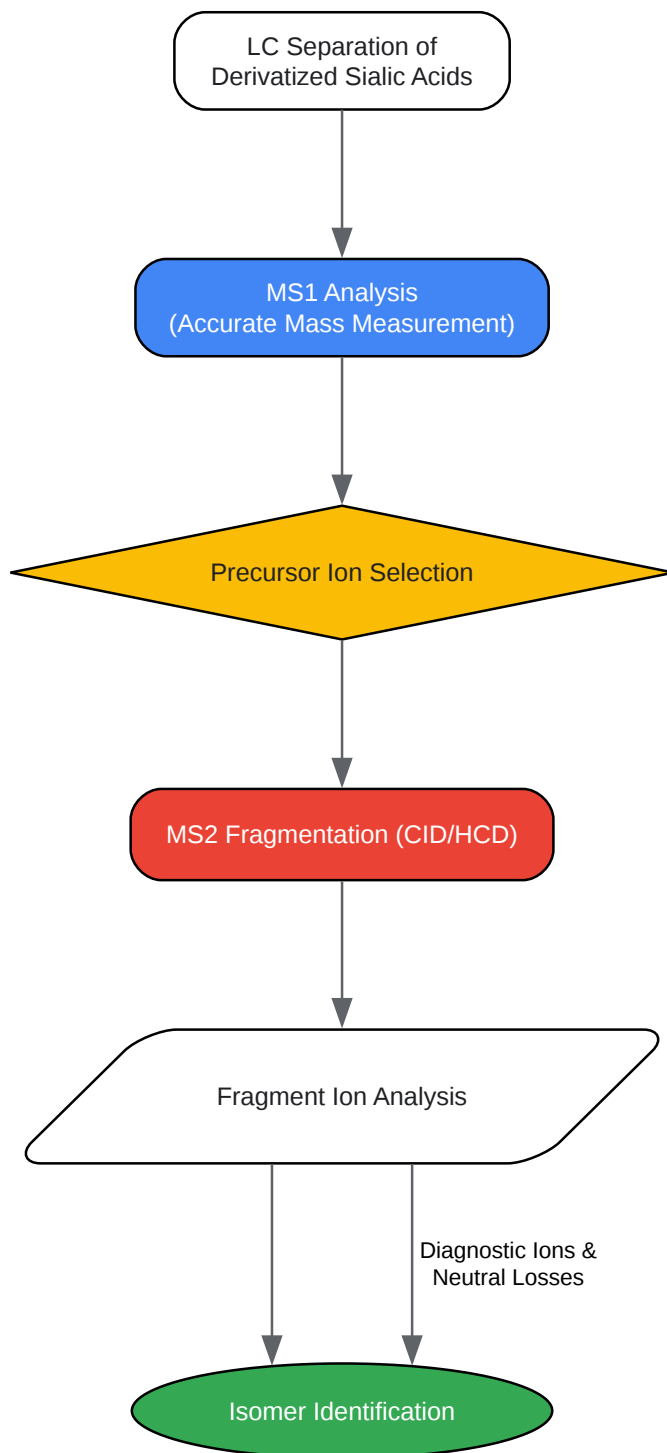 LC Separation of
Derivatized Sialic Acids
MS1 Analysis
(Accurate Mass Measurement)
Precursor Ion Selection
MS2 Fragmentation (CID/HCD)
Fragment Ion Analysis
Diagnostic Ions &
Neutral Losses
Isomer Identification